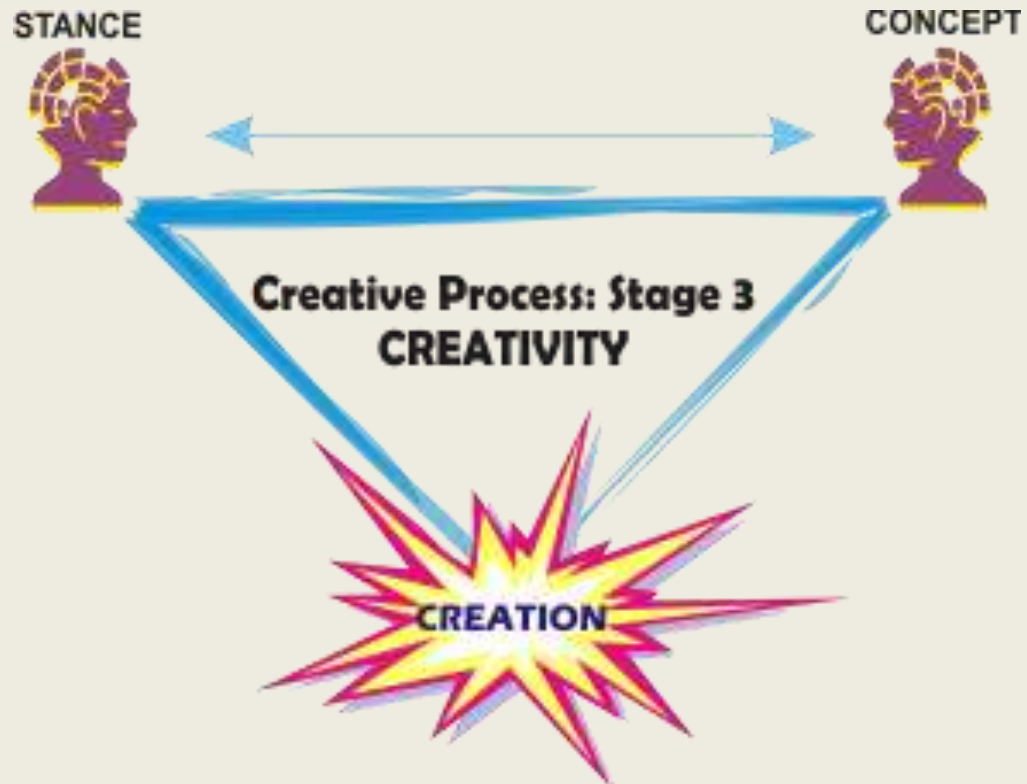 STANCE
CONCEPT
Creative Process: Stage 3
CREATIVITY
CREATION